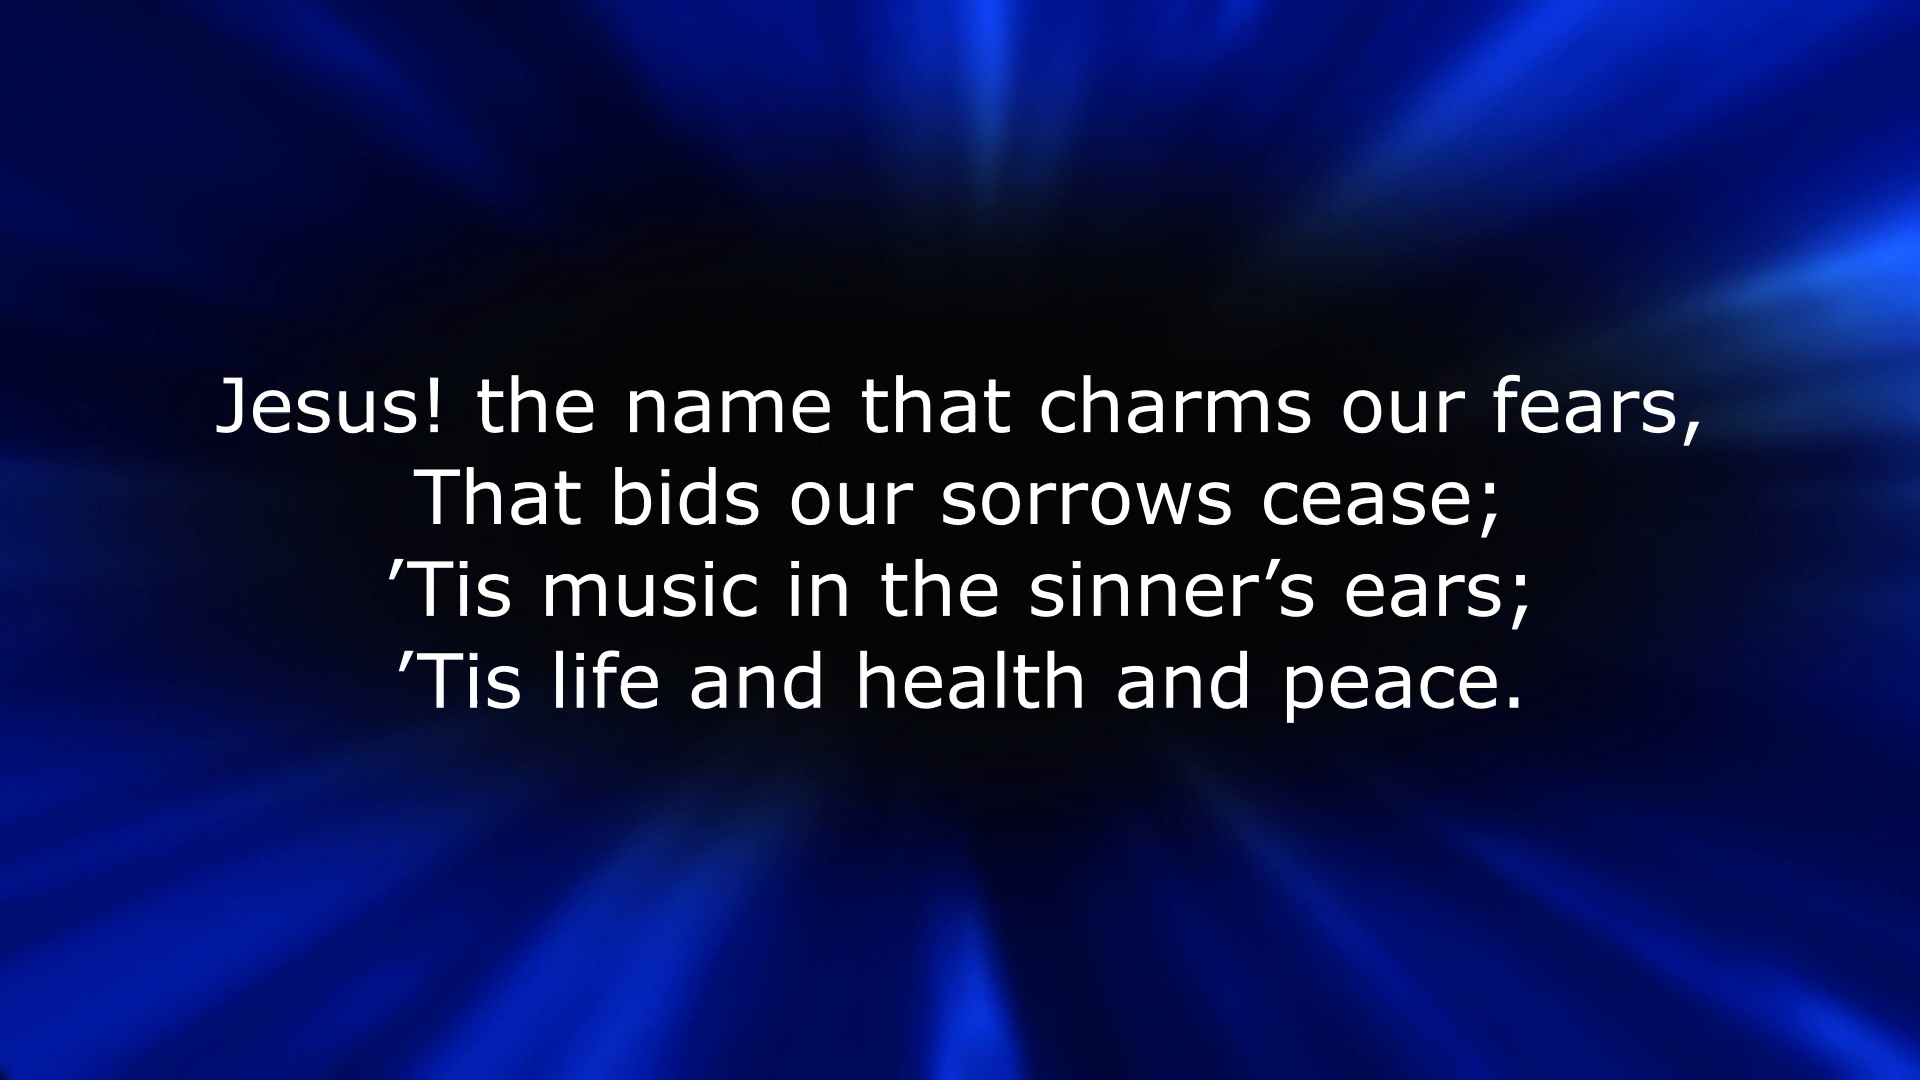 Jesus! the name that charms our fears,
That bids our sorrows cease;
’Tis music in the sinner’s ears;
’Tis life and health and peace.